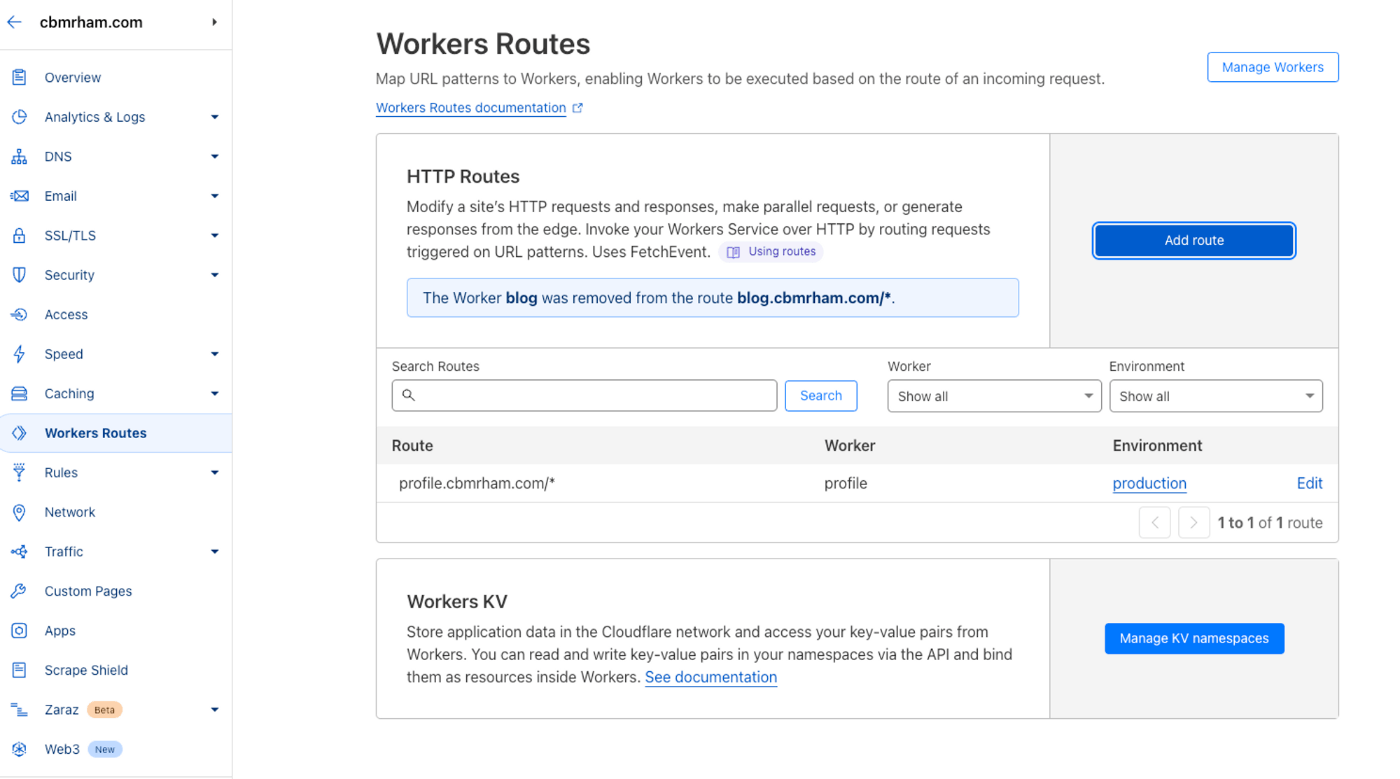 cbmrham.com
Overview
Analytics & Logs
DNS
Email
SSL/TLS
Security
Access
Speed
Caching
Workers Routes
Rules
Network
Traffic
Custom Pages
Apps
Scrape Shield
Zaraz Beta
Web3 New
Workers Routes
Map URL patterns to Workers, enabling Workers to be executed based on the route of an incoming request.
Manage Workers
Workers Routes documentation
HTTP Routes
Modify a site's HTTP requests and responses, make parallel requests, or generate
responses from the edge. Invoke your Workers Service over HTTP by routing requests
triggered on URL patterns. Uses FetchEvent. Using routes
Add route
The Worker blog was removed from the route blog.cbmrham.com/*.
Search Routes
Search
Worker
Show all
Environment
Show all
Route Worker Environment
profile.cbmrham.com/* profile production Edit
1 to 1 of 1 route
Workers KV
Store application data in the Cloudflare network and access your key-value pairs from
Workers. You can read and write key-value pairs in your namespaces via the API and bind
them as resources inside Workers. See documentation
Manage KV namespaces